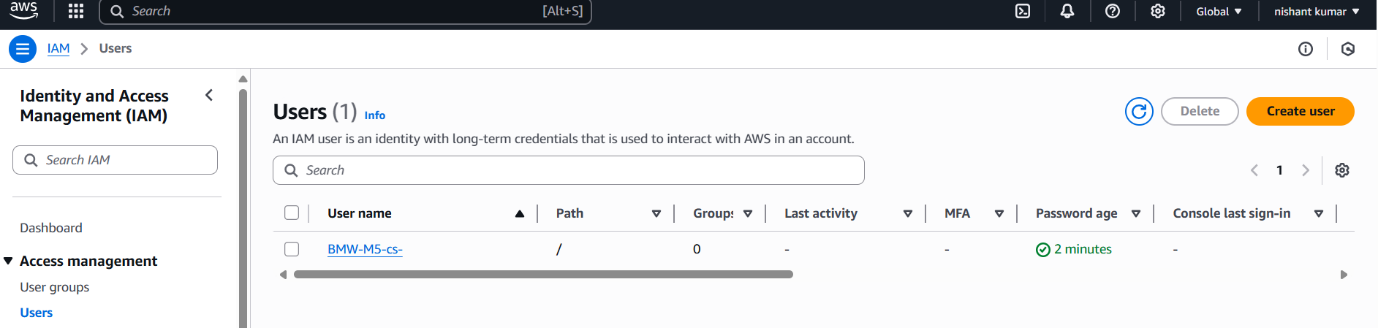 aws Search [Alt+S] Global nishant kumar
IAM > Users
Identity and Access
Management (IAM)
Search IAM
Dashboard
Access management
User groups
Users
Users (1) Info
Delete
Create user
An IAM user is an identity with long-term credentials that is used to interact with AWS in an account.
Search
1
User name Path Groups Last activity MFA Password age Console last sign-in
BMW-M5-cs- / 0 - - 2 minutes -